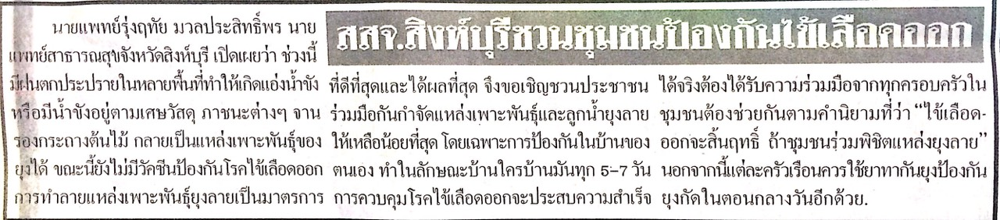 สสจ.สิงห์บุรีชวนชุมชนป้องกันไข้เลือดออก
นายแพทย์รุ่งฤทัย มวลประสิทธิ์พร นาย
แพทย์สาธารณสุขจังหวัดสิงห์บุรี เปิดเผยว่า ช่วงนี้
มีฝนตกประปรายในหลายพื้นที่ทำให้เกิดแอ่งน้ำขัง
หรือมีน้ำขังอยู่ตามเศษวัสดุ ภาชนะต่างๆ จาน
รองกระถางต้นไม้ กลายเป็นแหล่งเพาะพันธุ์ของ
ยุงได้ ขณะนี้ยังไม่มีวัคซีนป้องกันโรคไข้เลือดออก
การทำลายแหล่งเพาะพันธุ์ยุงลายเป็นมาตรการ
ที่ดีที่สุดและได้ผลที่สุด จึงขอเชิญชวนประชาชน
ร่วมมือกันกำจัดแหล่งเพาะพันธุ์และลูกน้ำยุงลาย
ให้เหลือน้อยที่สุด โดยเฉพาะการป้องกันในบ้านของ
ตนเอง ทำในลักษณะบ้านใครบ้านมันทุก 5-7 วัน
การควบคุมโรคไข้เลือดออกจะประสบความสำเร็จ
ได้จริงต้องได้รับความร่วมมือจากทุกครอบครัวใน
ชุมชนต้องช่วยกันตามคำนิยามที่ว่า “ไข้เลือด-
ออกจะสิ้นฤทธิ์ ถ้าชุมชนร่วมพิชิตแหล่งยุงลาย”
นอกจากนี้แต่ละครัวเรือนควรใช้ยาทากันยุงป้องกัน
ยุงกัดในตอนกลางวันอีกด้วย.